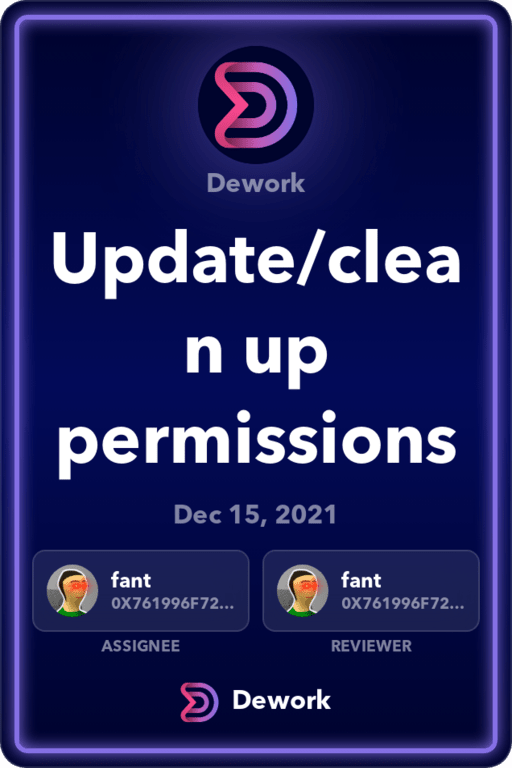 Dework
Update/clea
n up
permissions
Dec 15, 2021
fant
0X761996F72...
ASSIGNEE
fant
0X761996F72...
REVIEWER
Dework